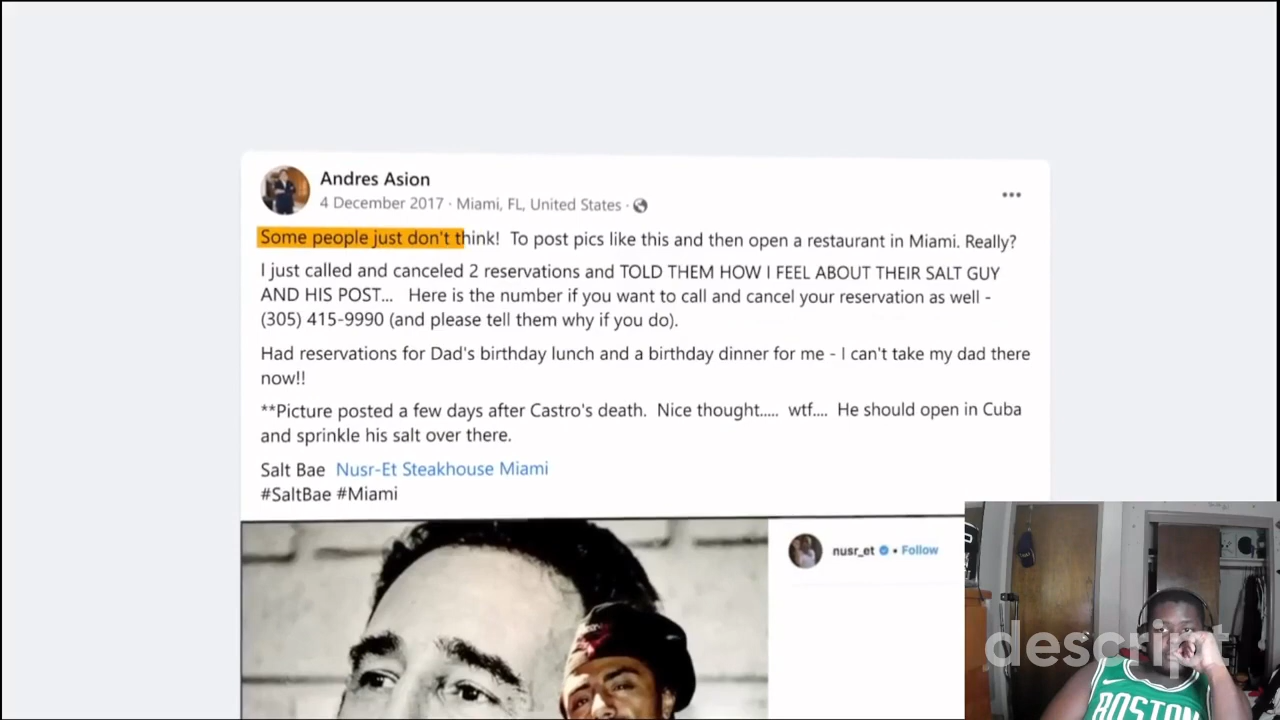 Andres Asion
4 December 2017 · Miami, FL, United States ·
Some people just don't think!  To post pics like this and then open a restaurant in Miami. Really?
I just called and canceled 2 reservations and TOLD THEM HOW I FEEL ABOUT THEIR SALT GUY
AND HIS POST...   Here is the number if you want to call and cancel your reservation as well -
(305) 415-9990 (and please tell them why if you do).
Had reservations for Dad's birthday lunch and a birthday dinner for me - I can't take my dad there
now!!
**Picture posted a few days after Castro's death.  Nice thought.....  wtf....  He should open in Cuba
and sprinkle his salt over there.
Salt Bae  Nusr-Et Steakhouse Miami
#SaltBae #Miami
nusr_et • Follow
descript
BOSTON